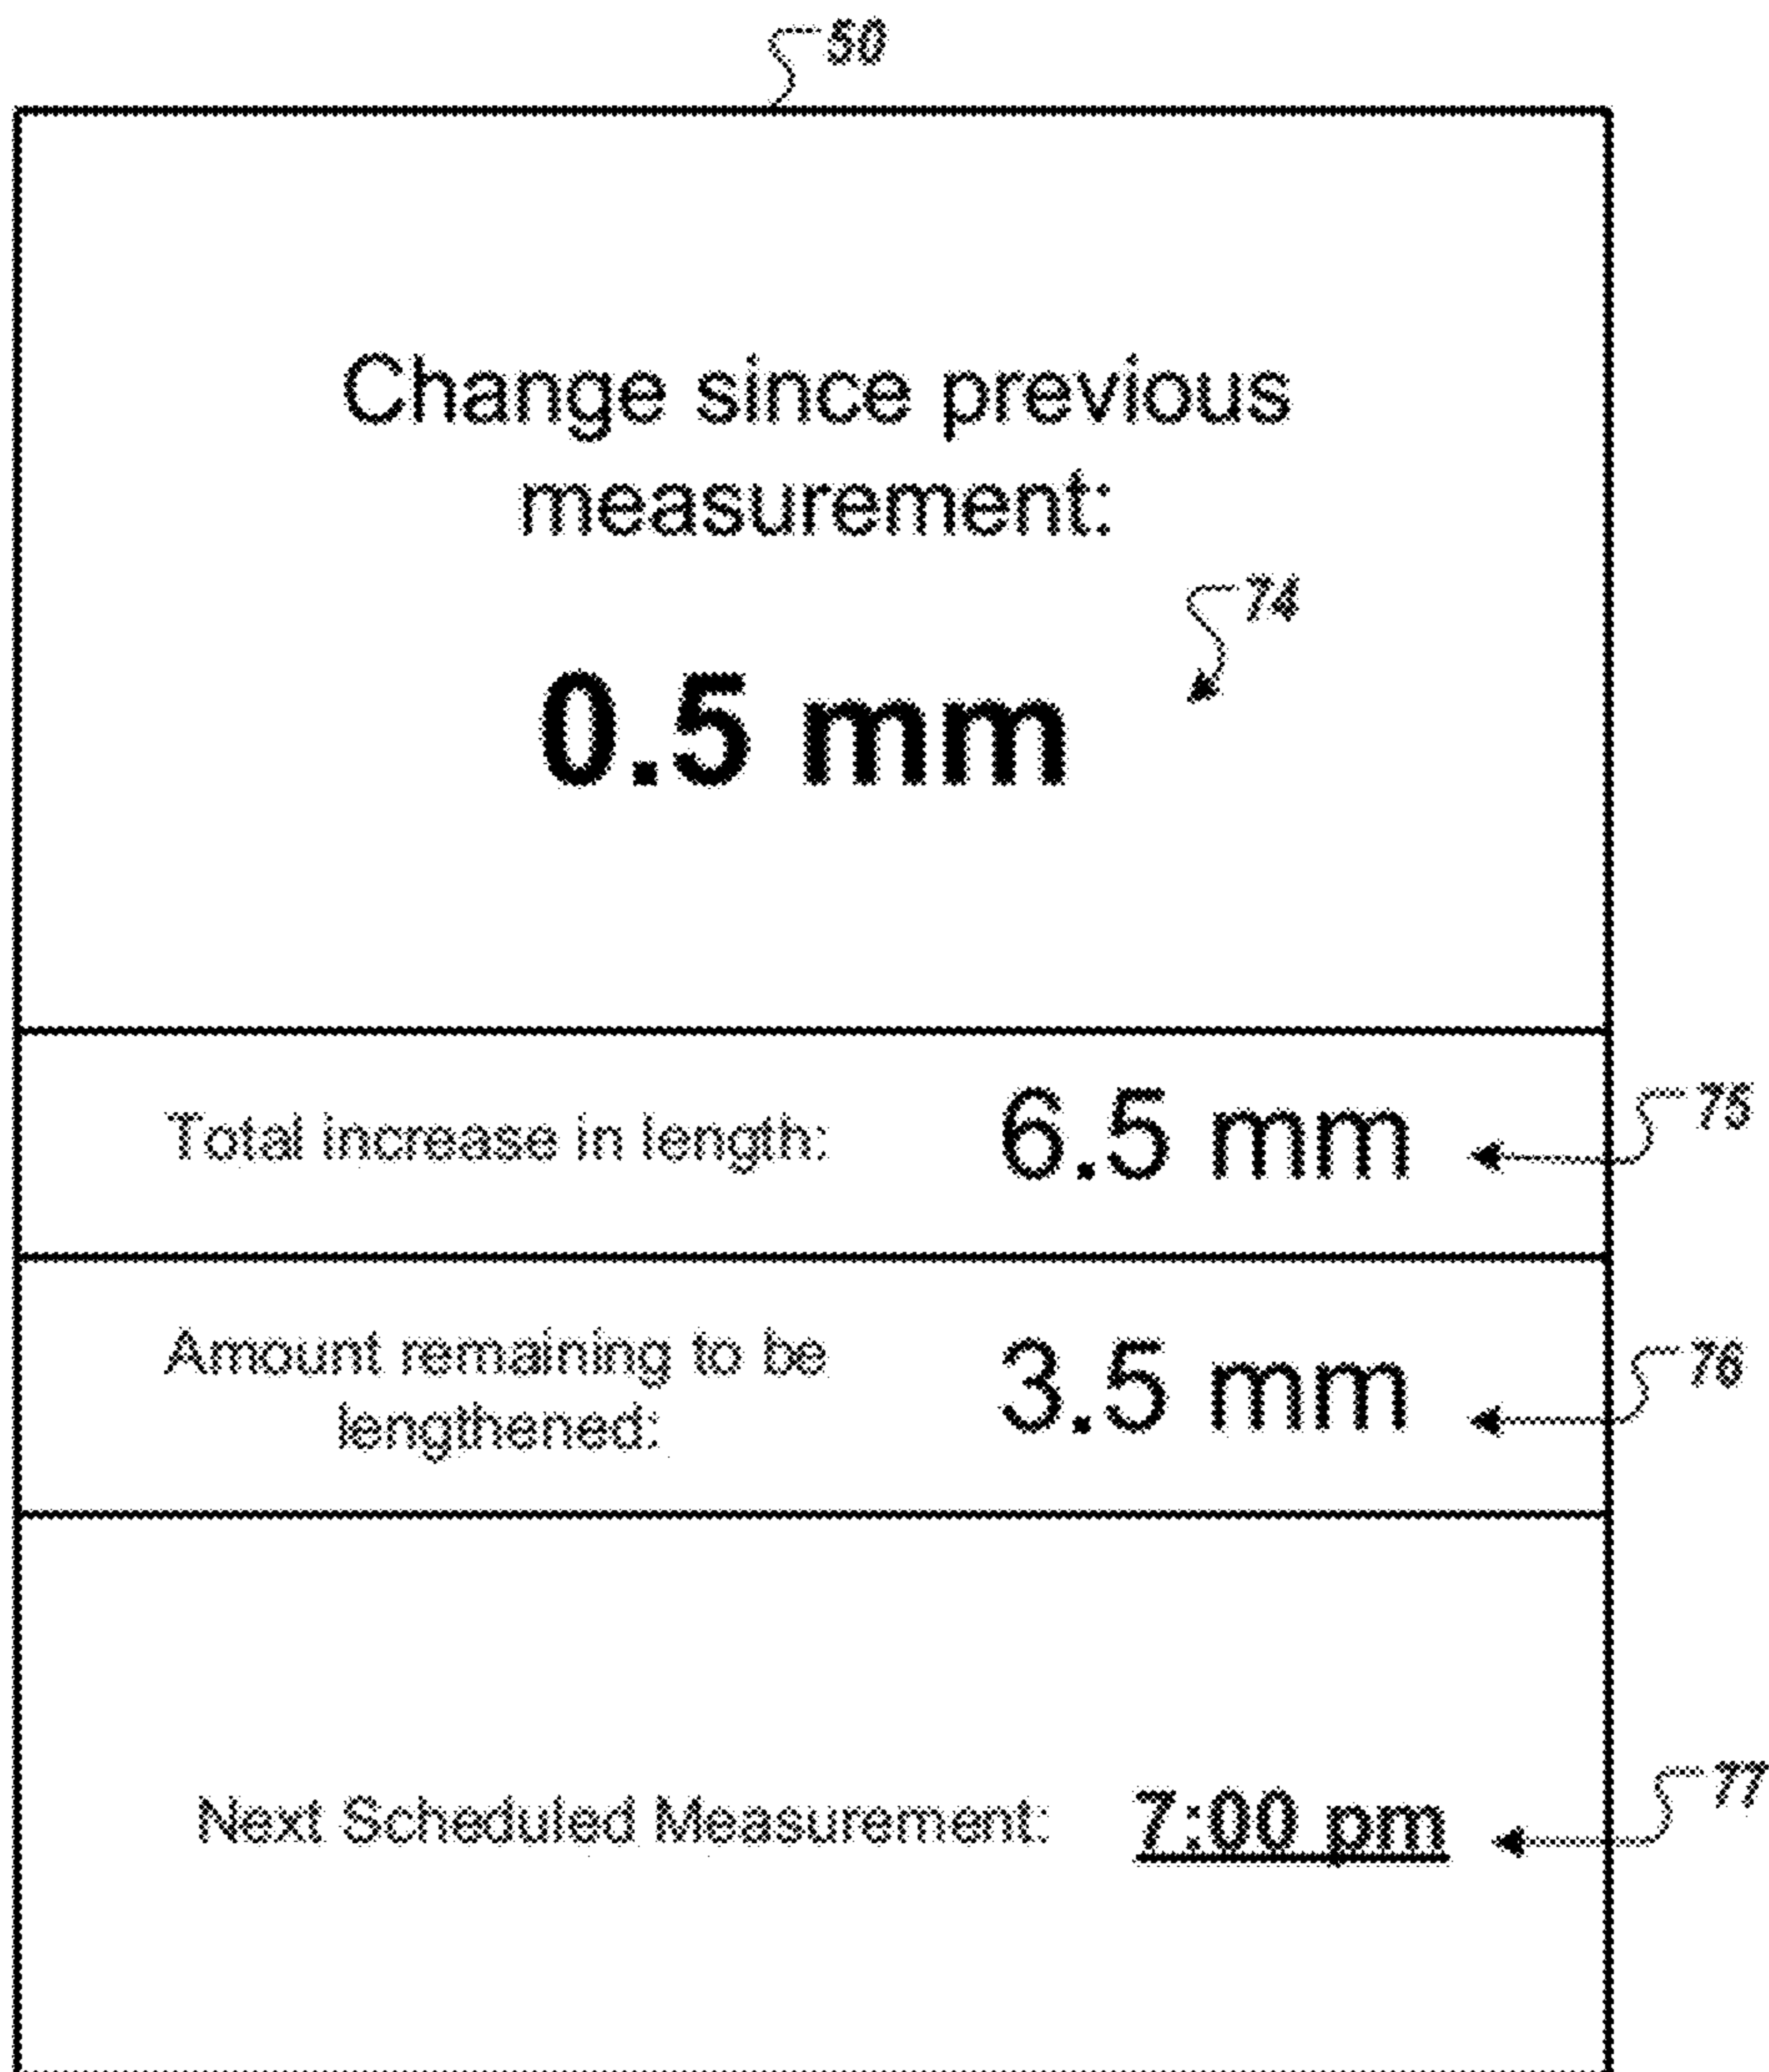 50
Change since previous
measurement:
74
0.5 mm
Total increase in length: 6.5 mm 75
Amount remaining to be
lengthened:
3.5 mm 76
Next Scheduled Measurement: 7:00 pm 77